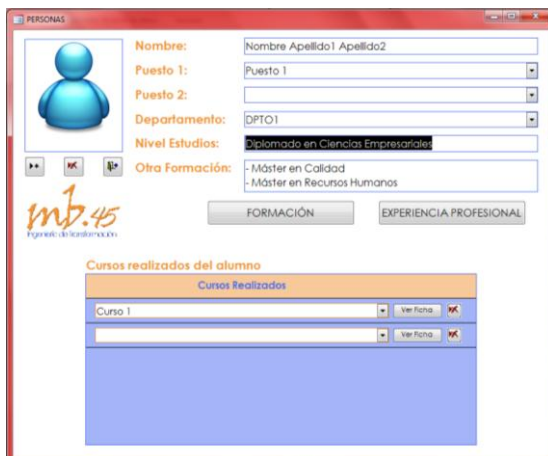 PERSONAS
Nombre: Nombre Apellido1 Apellido2
Puesto 1: Puesto 1
Puesto 2:
Departamento: DPTO1
Nivel Estudios: Diplomado en Ciencias Empresariales
Otra Formación: - Máster en Calidad
- Máster en Recursos Humanos
mb.45
Ingeniería de Transformación
FORMACIÓN EXPERIENCIA PROFESIONAL
Cursos realizados del alumno
Cursos Realizados
Curso 1 Ver Ficha
Ver Ficha